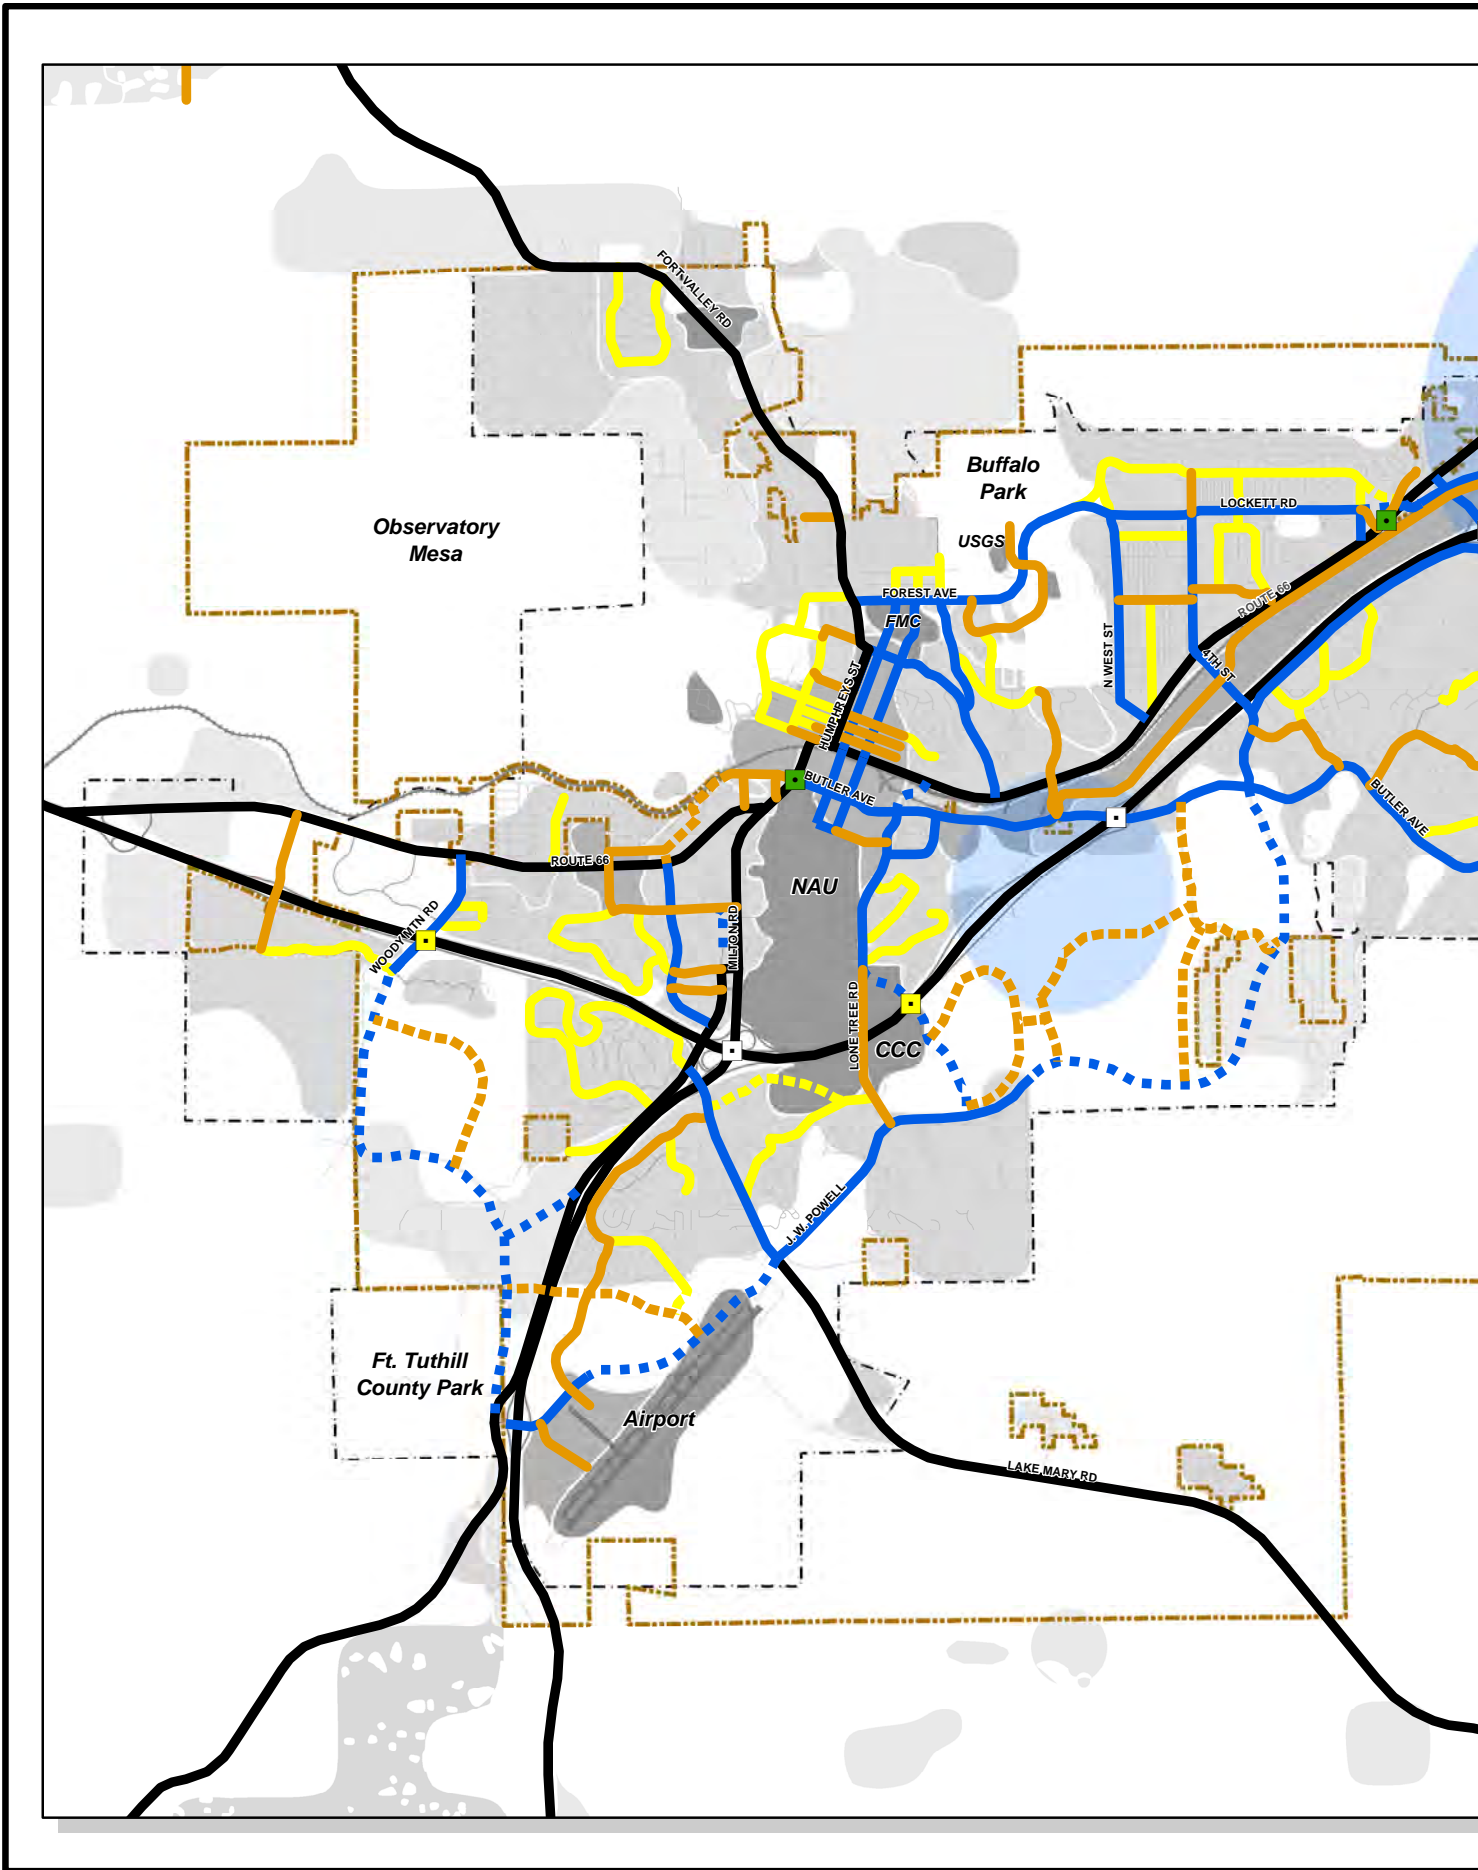 FORT VALLEY RD
Buffalo
Park
LOCKETT RD
Observatory
Mesa
USGS
FOREST AVE
ROUTE 66
FMC
N WEST ST
4TH ST
HUMPHREYS ST
BUTLER AVE
BUTLER AVE
ROUTE 66
NAU
WOODY MTN RD
MILTON RD
LONE TREE RD
CCC
J. W. POWELL
Ft. Tuthill
County Park
Airport
LAKE MARY RD